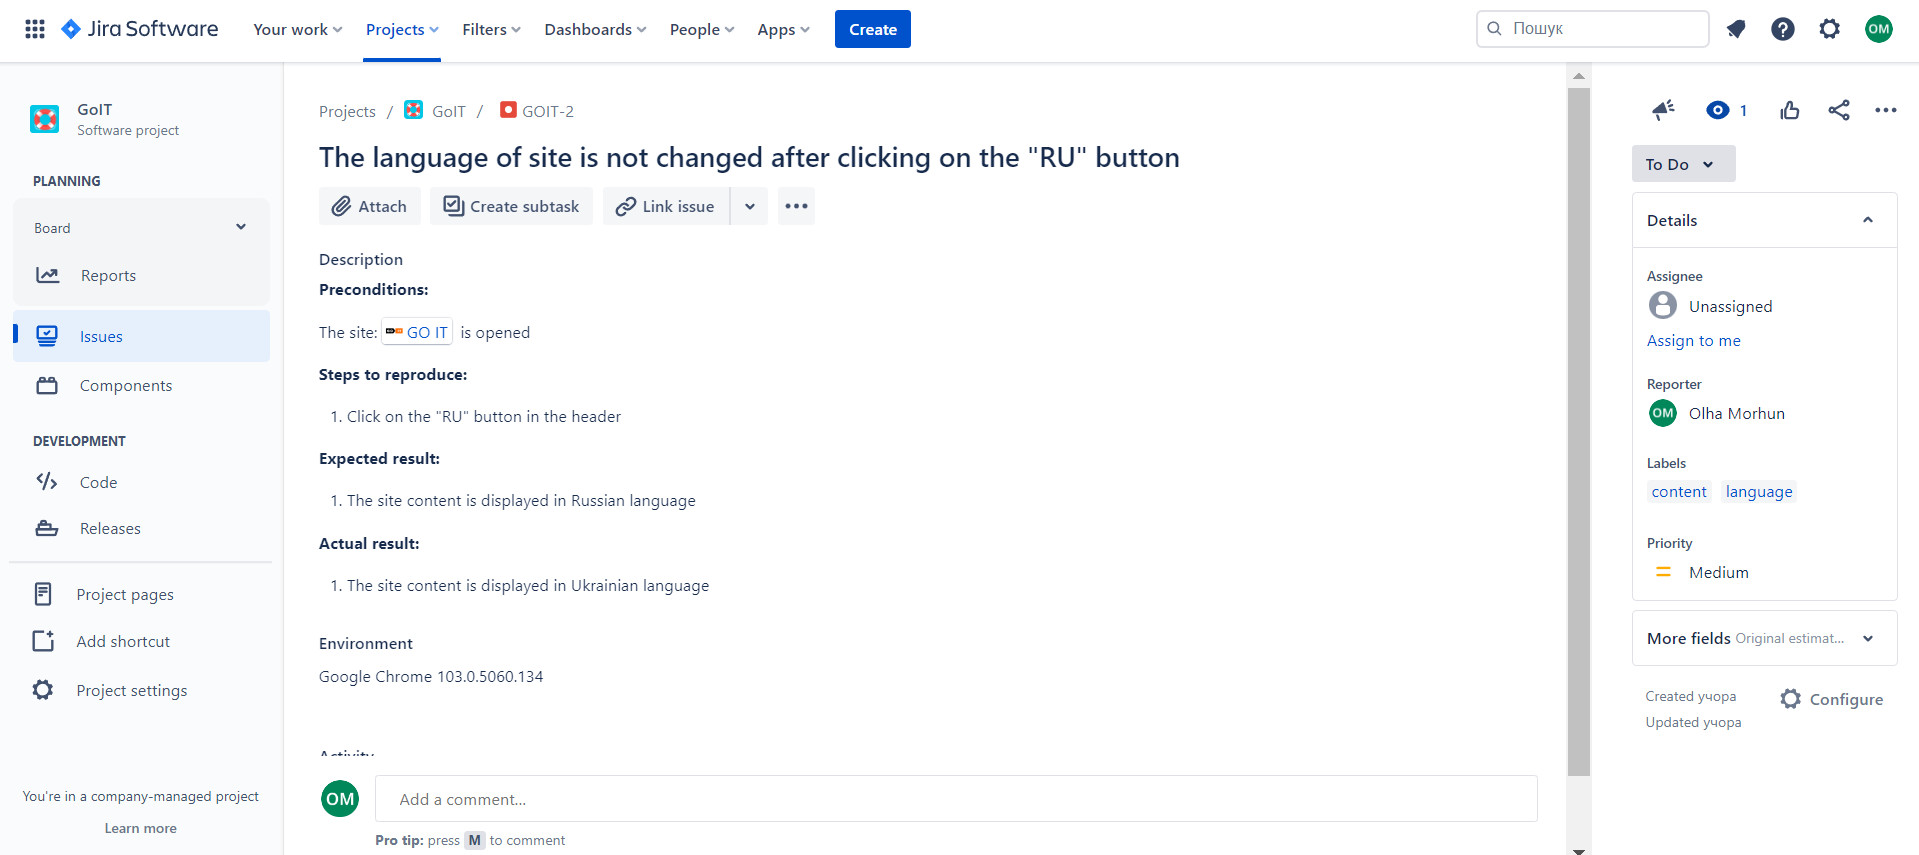 Jira Software
Your work
Projects
Filters
Dashboards
People
Apps
Create
Пошук
OM
GoIT
Software project
PLANNING
Board
Reports
Issues
Components
DEVELOPMENT
Code
Releases
Project pages
Add shortcut
Project settings
You're in a company-managed project
Learn more
Projects / GoIT / GOIT-2
The language of site is not changed after clicking on the "RU" button
Attach
Create subtask
Link issue
Description
Preconditions:
The site: GO IT is opened
Steps to reproduce:
1. Click on the "RU" button in the header
Expected result:
1. The site content is displayed in Russian language
Actual result:
1. The site content is displayed in Ukrainian language
Environment
Google Chrome 103.0.5060.134
Activity
OM
Add a comment...
Pro tip: press M to comment
1
To Do
Details
Assignee
Unassigned
Assign to me
Reporter
OM Olha Morhun
Labels
content language
Priority
Medium
More fields Original estimat...
Created учора
Updated учора
Configure